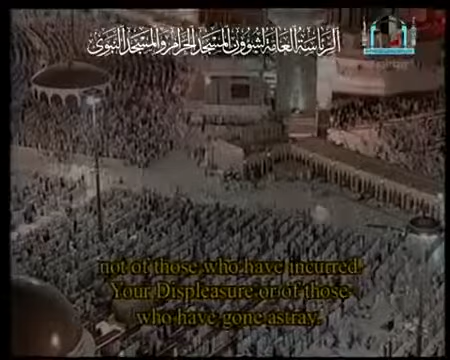 الرئاسة العامة لشؤون المسجد الحرام والمسجد النبوي
not of those who have incurred
Your Displeasure or of those
who have gone astray.